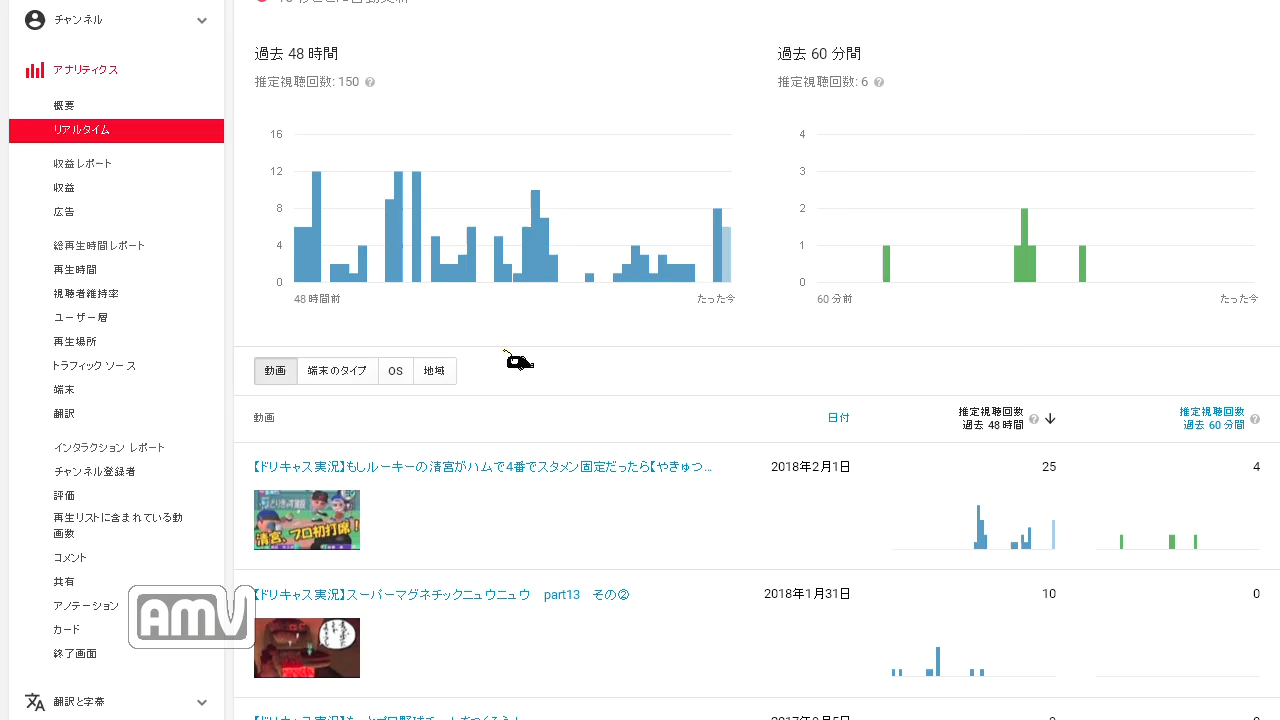 チャンネル
アナリティクス
概要
リアルタイム
収益レポート
収益
広告
総再生時間レポート
再生時間
視聴者維持率
ユーザー層
再生場所
トラフィック ソース
端末
翻訳
インタラクション レポート
チャンネル登録者
評価
再生リストに含まれている動
画数
コメント
共有
アノテーション
カード
終了画面
翻訳と字幕
過去 48 時間
推定視聴回数: 150
16
12
8
4
0
48 時間前
たった今
過去 60 分間
推定視聴回数: 6
4
3
2
1
0
60 分前
たった今
動画 端末のタイプ OS 地域
動画 日付 推定視聴回数 過去 48 時間 推定視聴回数 過去 60 分間
【ドリキャス実況】もしルーキーの清宮がハムで4番でスタメン固定だったら【やきゅつ... 2018年2月1日 25 4
清宮、プロ初打席！
【ドリキャス実況】スーパーマグネチックニュウニュウ part13 その② 2018年1月31日 10 0
AMV